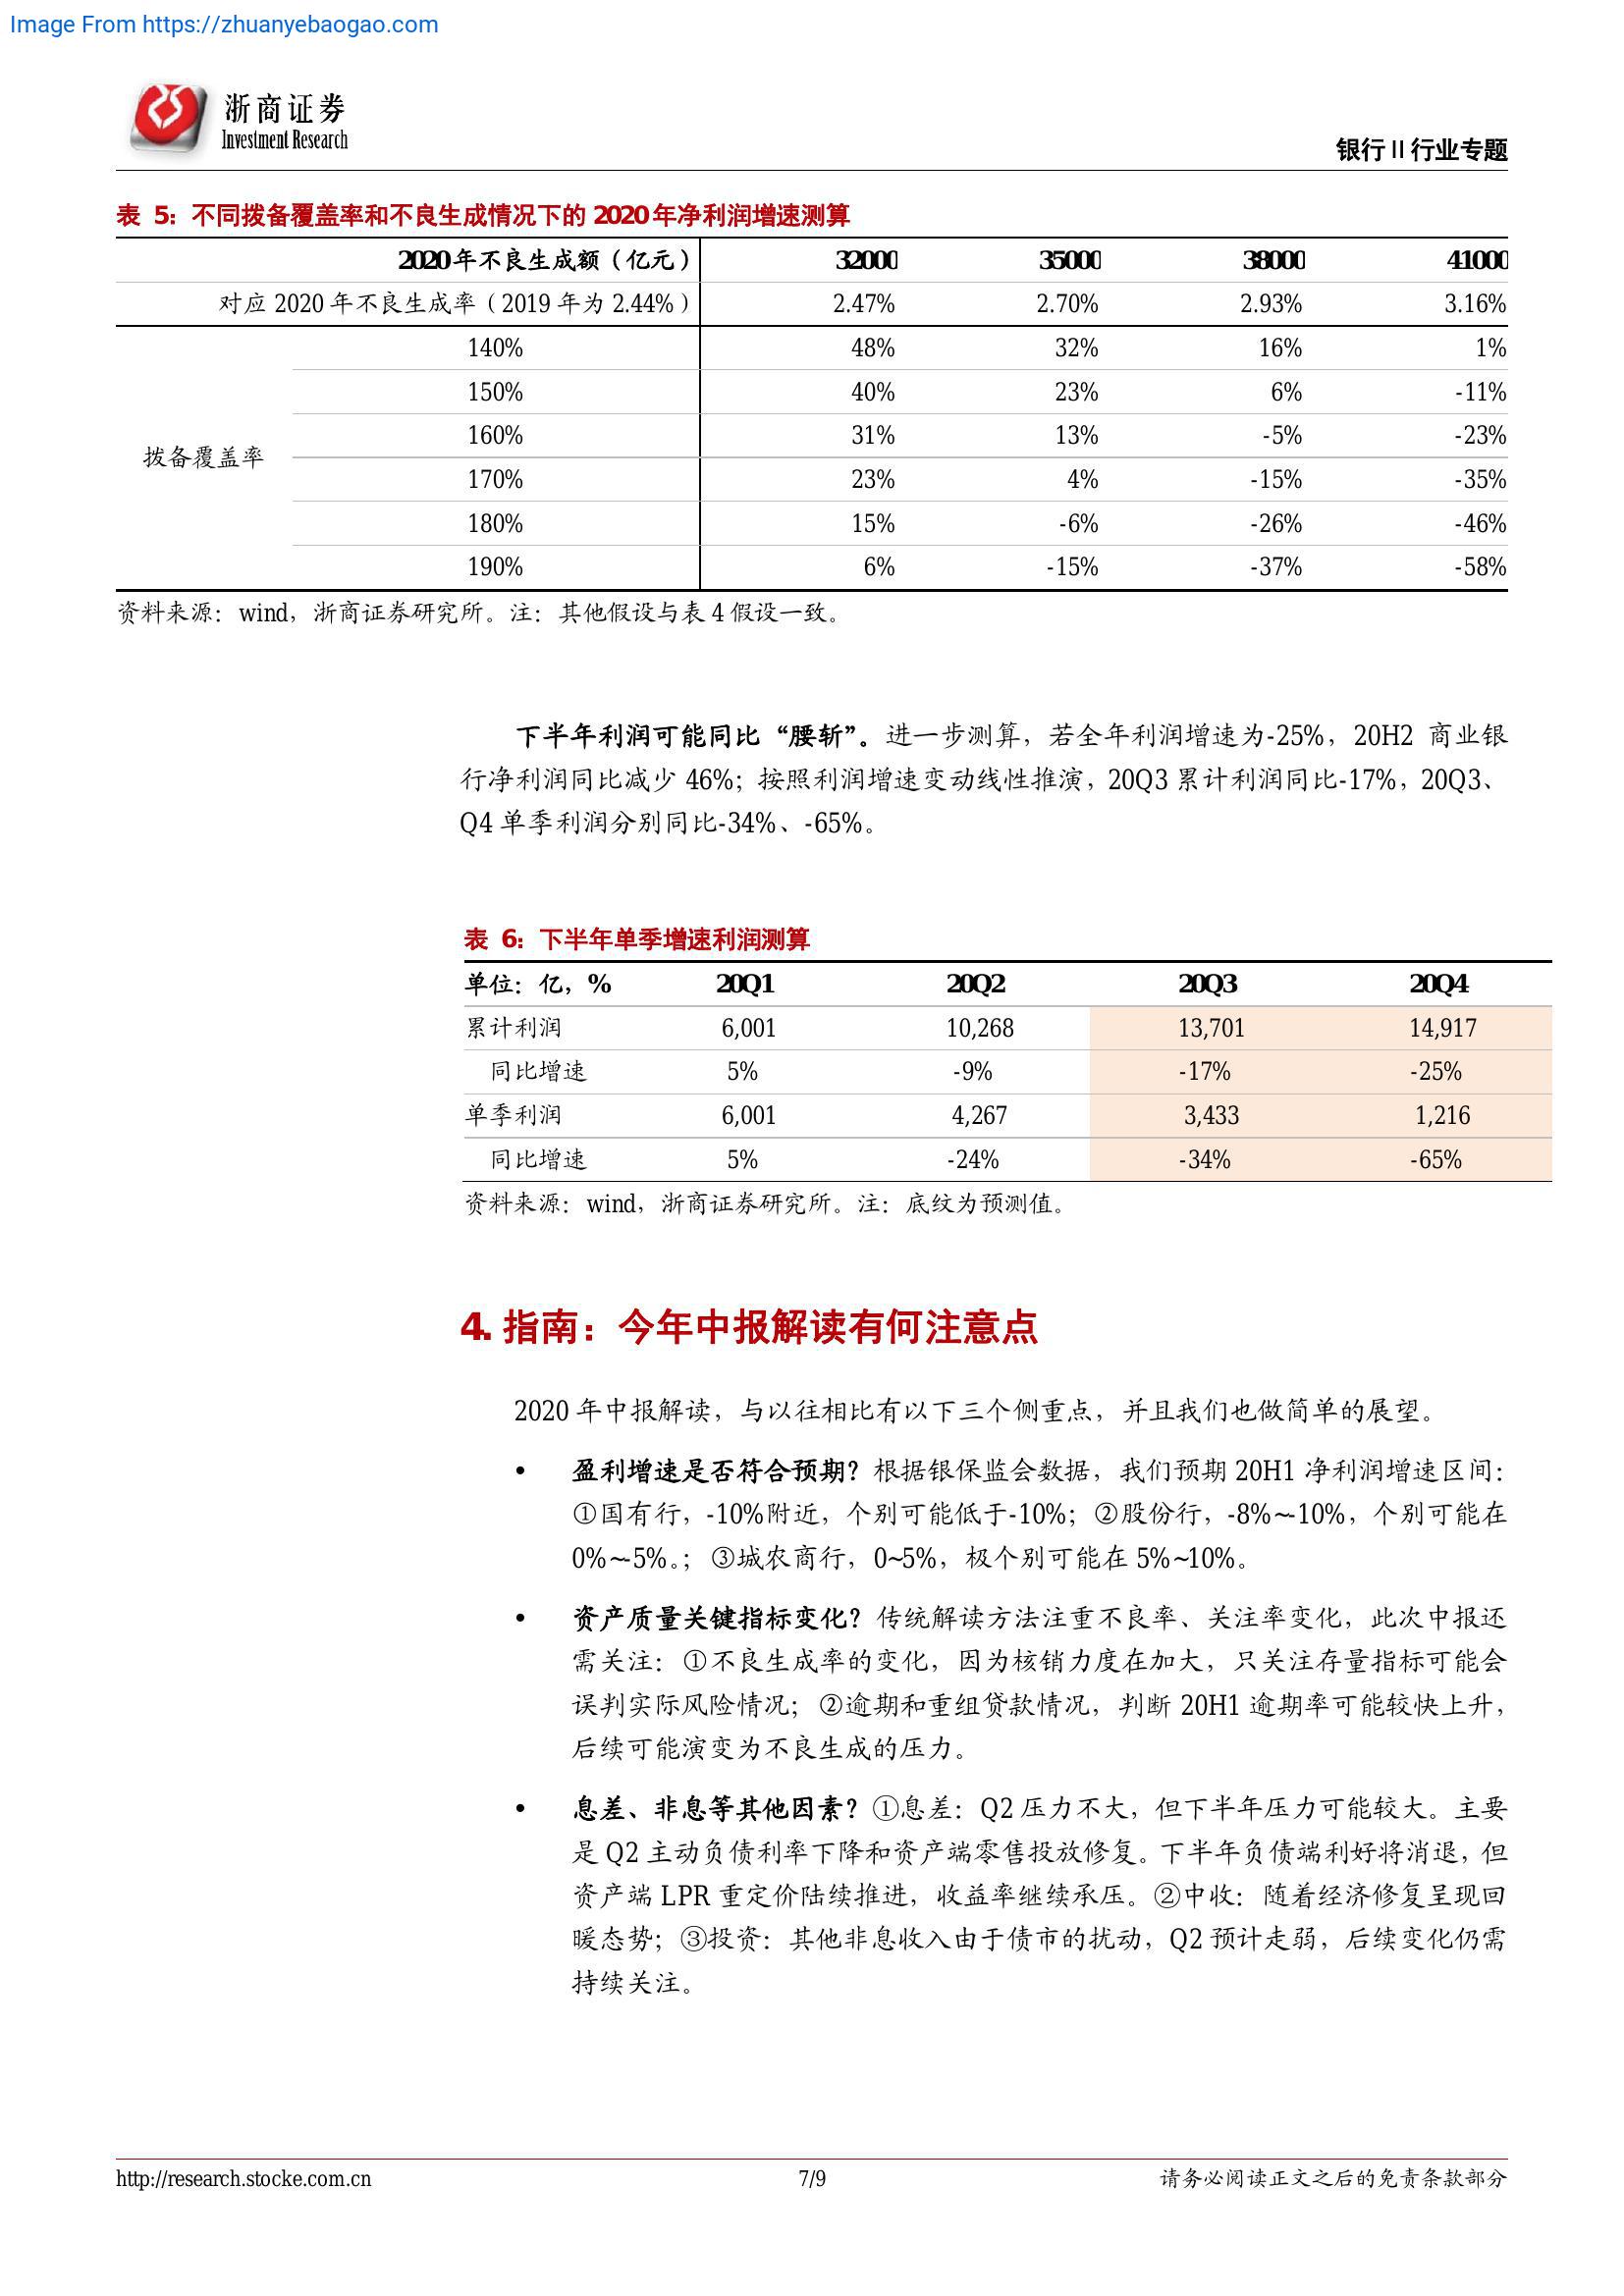 Image From https://zhuanyebaogao.com
浙商证券
Investment Research
银行Ⅱ行业专题
表 5：不同拨备覆盖率和不良生成情况下的 2020 年净利润增速测算
2020 年不良生成额（亿元） 32000 35000 38000 41000
对应 2020 年不良生成率（2019 年为 2.44%） 2.47% 2.70% 2.93% 3.16%
140% 48% 32% 16% 1%
150% 40% 23% 6% -11%
160% 31% 13% -5% -23%
拨备覆盖率
170% 23% 4% -15% -35%
180% 15% -6% -26% -46%
190% 6% -15% -37% -58%
资料来源：wind，浙商证券研究所。注：其他假设与表 4 假设一致。
下半年利润可能同比“腰斩”。进一步测算，若全年利润增速为-25%，20H2 商业银
行净利润同比减少 46%；按照利润增速变动线性推演，20Q3 累计利润同比-17%，20Q3、
Q4 单季利润分别同比-34%、-65%。
表 6：下半年单季增速利润测算
单位：亿，% 20Q1 20Q2 20Q3 20Q4
累计利润 6,001 10,268 13,701 14,917
同比增速 5% -9% -17% -25%
单季利润 6,001 4,267 3,433 1,216
同比增速 5% -24% -34% -65%
资料来源：wind，浙商证券研究所。注：底纹为预测值。
4. 指南：今年中报解读有何注意点
2020 年中报解读，与以往相比有以下三个侧重点，并且我们也做简单的展望。
• 盈利增速是否符合预期？根据银保监会数据，我们预期 20H1 净利润增速区间：
①国有行，-10%附近，个别可能低于-10%；②股份行，-8%~-10%，个别可能在
0%~-5%。；③城农商行，0~5%，极个别可能在 5%~10%。
• 资产质量关键指标变化？传统解读方法注重不良率、关注率变化，此次中报还
需关注：①不良生成率的变化，因为核销力度在加大，只关注存量指标可能会
误判实际风险情况；②逾期和重组贷款情况，判断 20H1 逾期率可能较快上升，
后续可能演变为不良生成的压力。
• 息差、非息等其他因素？①息差：Q2 压力不大，但下半年压力可能较大。主要
是 Q2 主动负债利率下降和资产端零售投放修复。下半年负债端利好将消退，但
资产端 LPR 重定价陆续推进，收益率继续承压。②中收：随着经济修复呈现回
暖态势；③投资：其他非息收入由于债市的扰动，Q2 预计走弱，后续变化仍需
持续关注。
http://research.stocke.com.cn 7/9 请务必阅读正文之后的免责条款部分